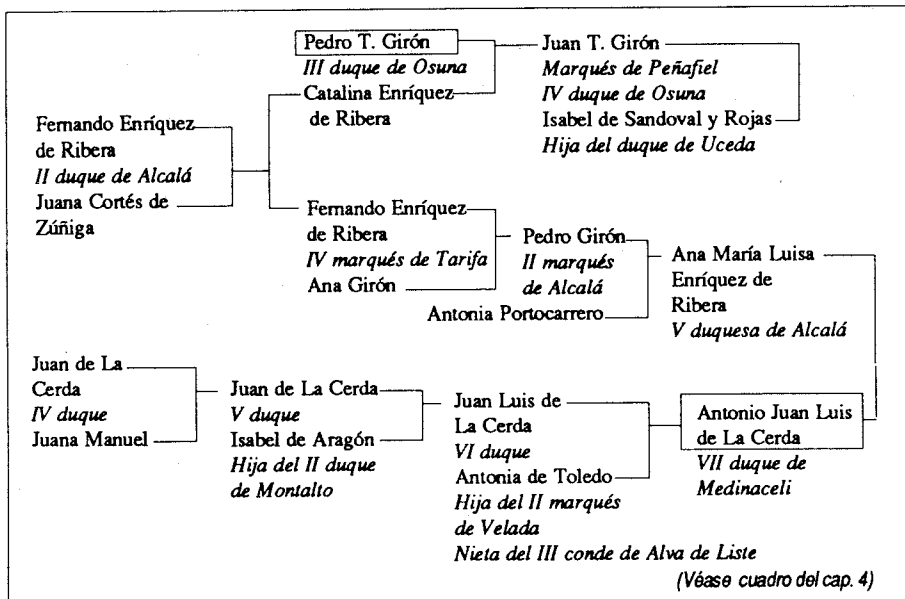 Pedro T. Girón
III duque de Osuna
Catalina Enríquez
de Ribera
Juan T. Girón
Marqués de Peñafiel
IV duque de Osuna
Isabel de Sandoval y Rojas
Hija del duque de Uceda
Fernando Enríquez
de Ribera
II duque de Alcalá
Juana Cortés de
Zúñiga
Fernando Enríquez
de Ribera
IV marqués de Tarifa
Ana Girón
Pedro Girón
II marqués
de Alcalá
Antonia Portocarrero
Ana María Luisa
Enríquez de
Ribera
V duquesa de Alcalá
Juan de La
Cerda
IV duque
Juana Manuel
Juan de La Cerda
V duque
Isabel de Aragón
Hija del II duque
de Montalto
Juan Luis de
La Cerda
VI duque
Antonia de Toledo
Hija del II marqués
de Velada
Nieta del III conde de Alva de Liste
Antonio Juan Luis
de La Cerda
VII duque de
Medinaceli
(Véase cuadro del cap. 4)